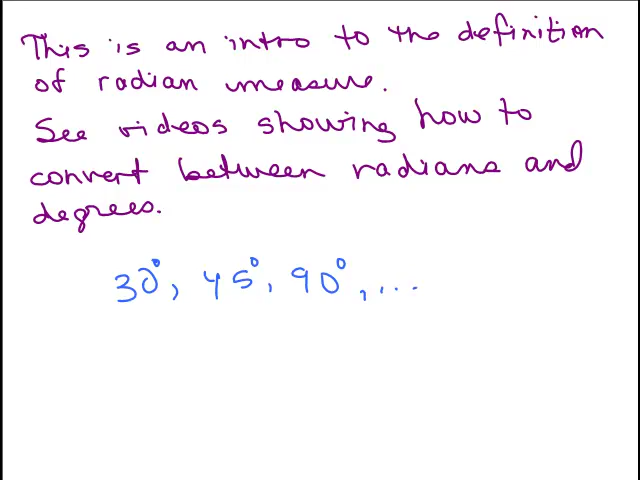 This is an intro to the definition
of radian measure.
See videos showing how to
convert between radians and
degrees.
30°, 45°, 90°, ...